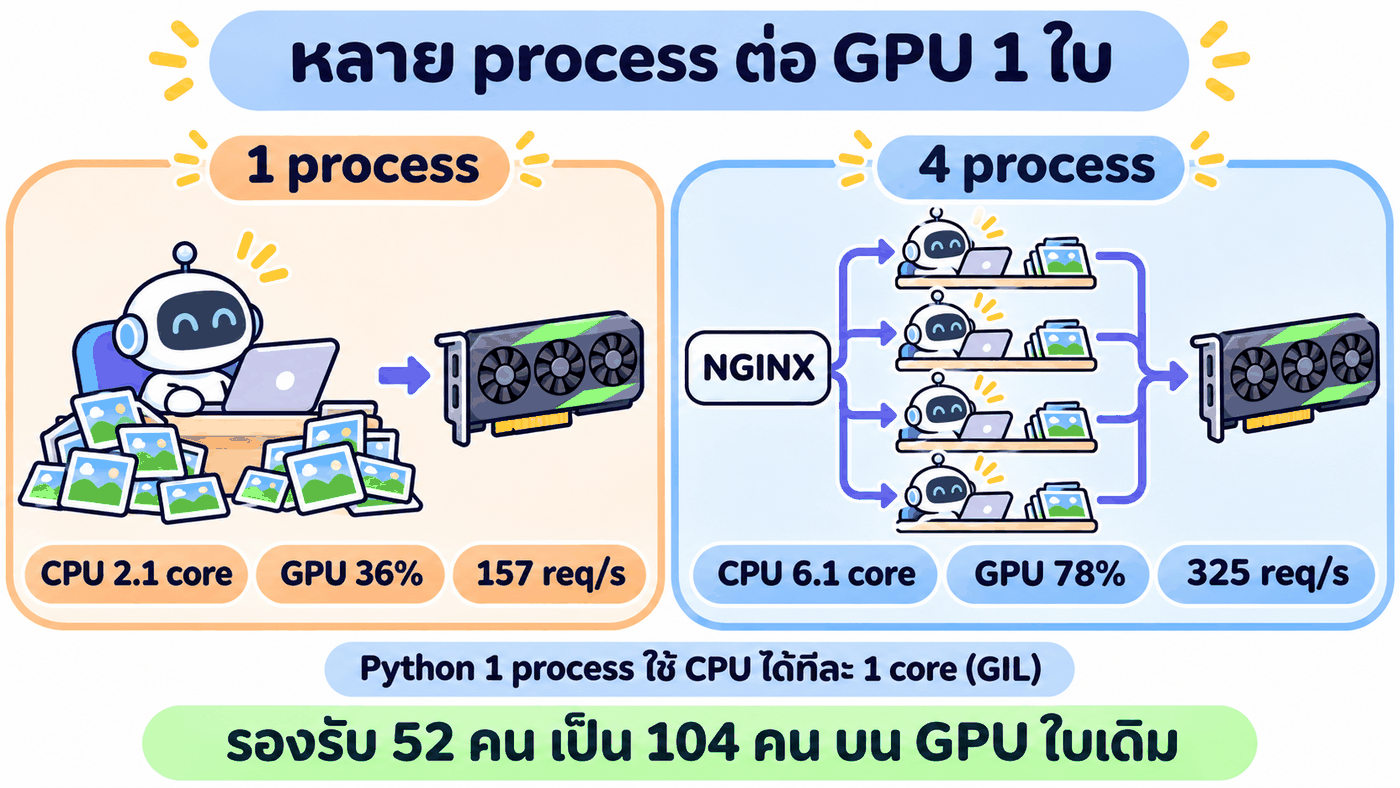 หลาย process ต่อ GPU 1 ใบ
1 process
CPU 2.1 core
GPU 36%
157 req/s
4 process
NGINX
CPU 6.1 core
GPU 78%
325 req/s
Python 1 process ใช้ CPU ได้ทีละ 1 core (GIL)
รองรับ 52 คน เป็น 104 คน บน GPU ใบเดิม